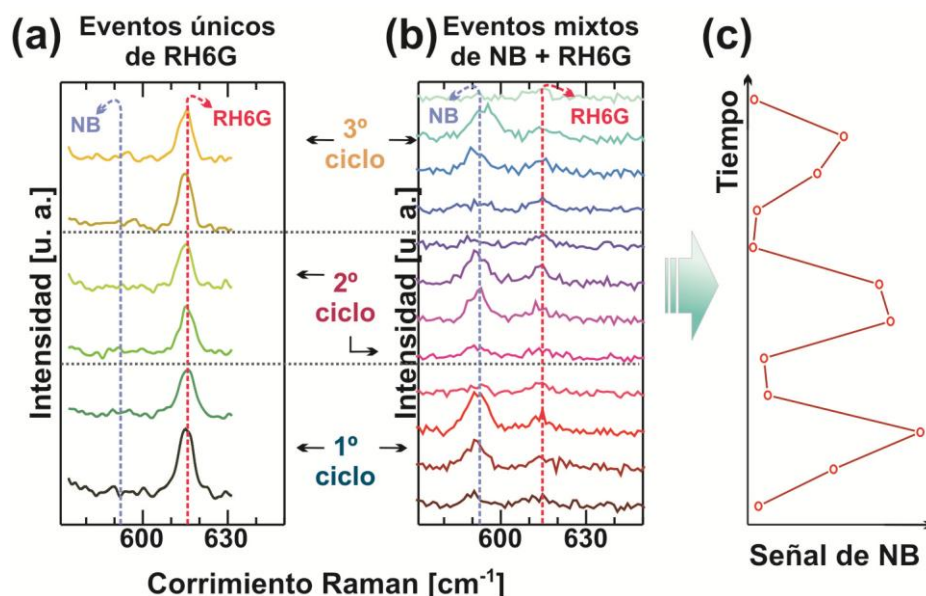 (a)
Eventos únicos
de RH6G
(b)
Eventos mixtos
de NB + RH6G
(c)
NB
RH6G
NB
RH6G
3º
ciclo
2º
ciclo
1º
ciclo
Intensidad [u. a.]
Intensidad [u. a.]
Tiempo
600
630
600
630
Señal de NB
Corrimiento Raman [cm⁻¹]